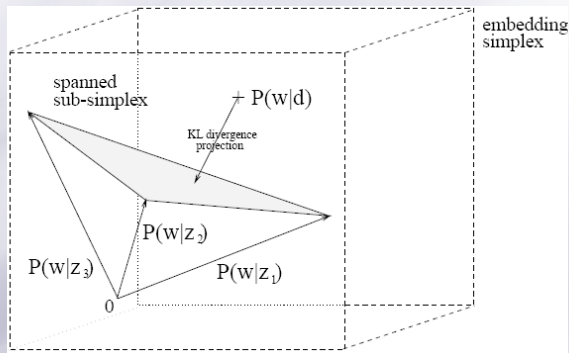 embedding
simplex
spanned
sub-simplex
P(w|d)
KL divergence
projection
P(w|z₂)
P(w|z₃)
P(w|z₁)
0